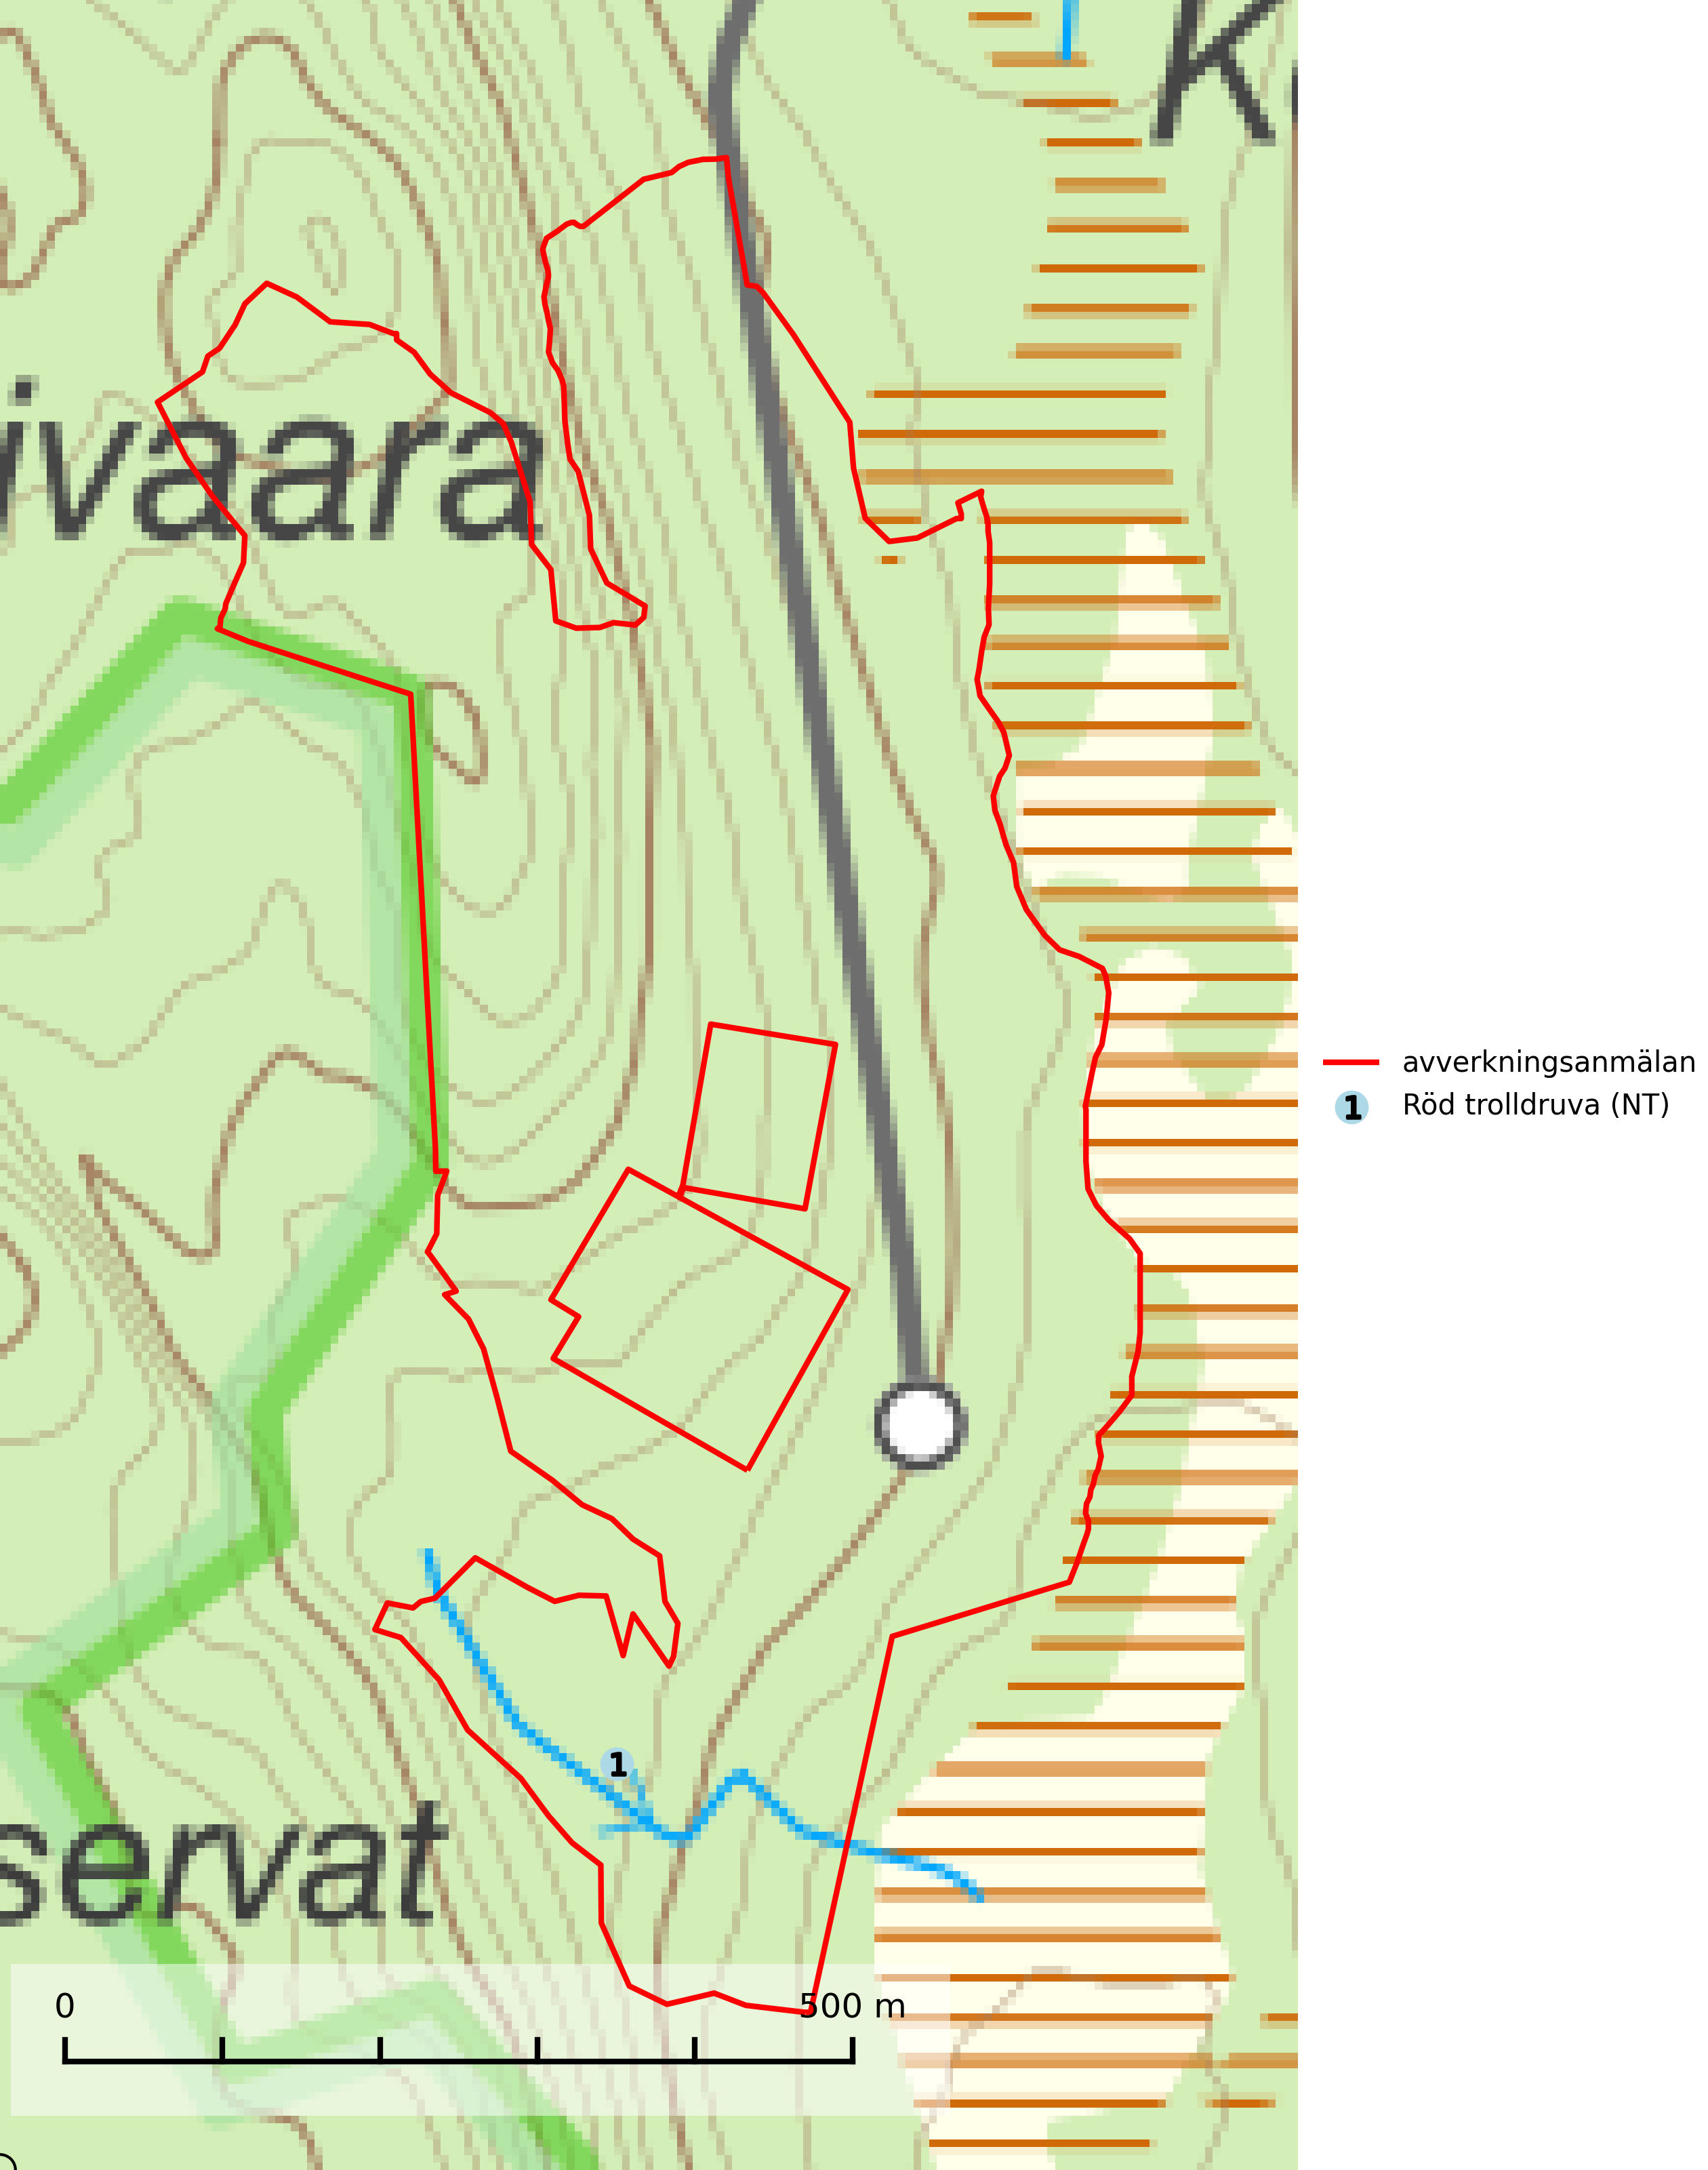 K
ivaara
avverkningsanmälan
1 Röd trolldruva (NT)
1
servat
0 500 m